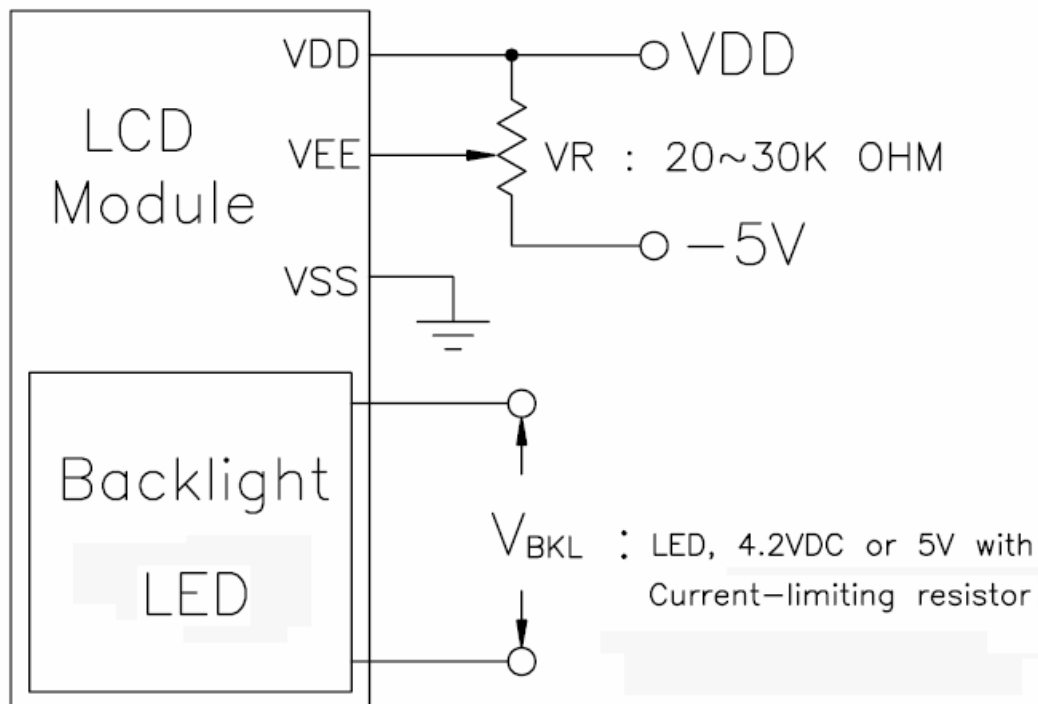 VDD
VDD
LCD
Module
VEE
VR : 20~30K OHM
-5V
VSS
Backlight
LED
VBKL : LED, 4.2VDC or 5V with
Current-limiting resistor